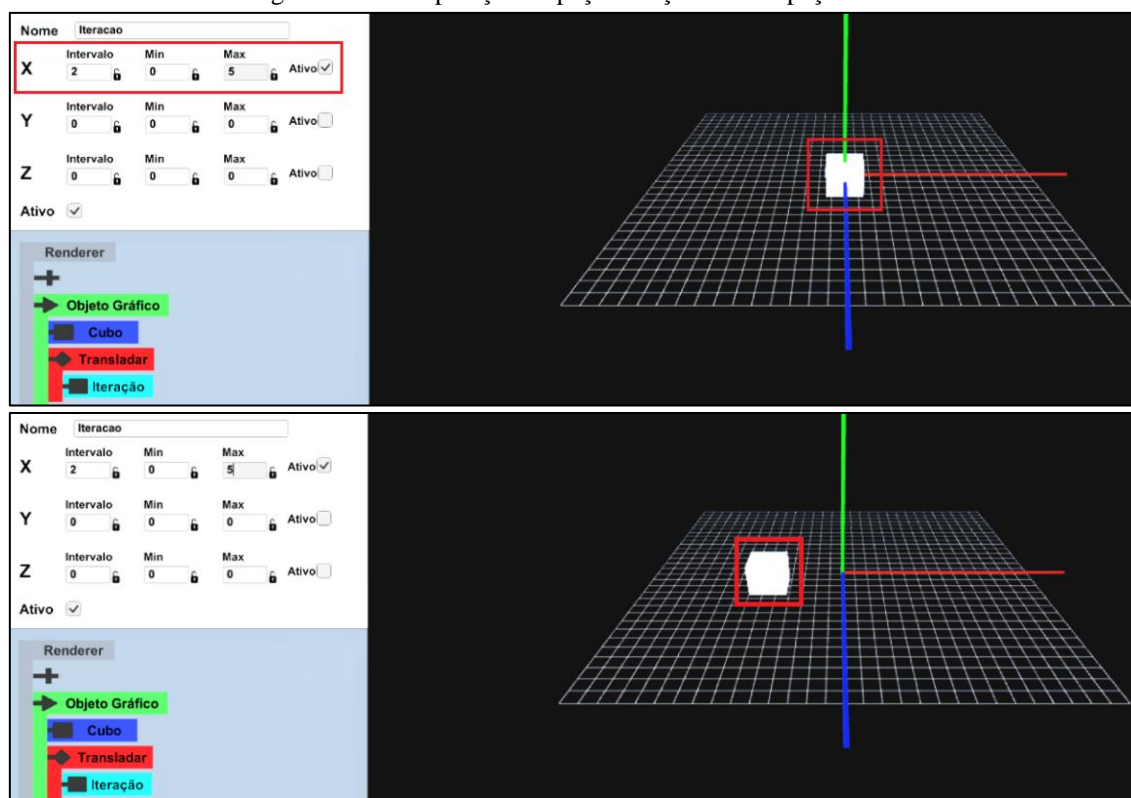 Nome Iteracao
Intervalo Min Max
X 2 0 5 Ativo
Intervalo Min Max
Y 0 0 0 Ativo
Intervalo Min Max
Z 0 0 0 Ativo
Ativo
Renderer
Objeto Gráfico
Cubo
Transladar
Iteração
Nome Iteracao
Intervalo Min Max
X 2 0 5 Ativo
Intervalo Min Max
Y 0 0 0 Ativo
Intervalo Min Max
Z 0 0 0 Ativo
Ativo
Renderer
Objeto Gráfico
Cubo
Transladar
Iteração